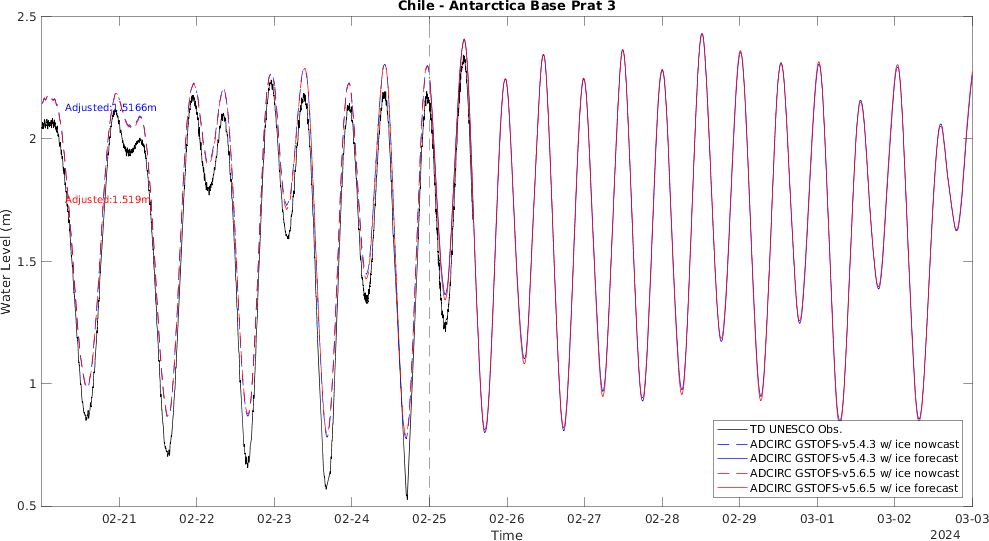 Chile - Antarctica Base Prat 3
2.5
2
1.5
1
0.5
Water Level (m)
Adjusted:1.5166m
Adjusted:1.519m
TD UNESCO Obs.
ADCIRC GSTOFS-v5.4.3 w/ ice nowcast
ADCIRC GSTOFS-v5.4.3 w/ ice forecast
ADCIRC GSTOFS-v5.6.5 w/ ice nowcast
ADCIRC GSTOFS-v5.6.5 w/ ice forecast
02-21 02-22 02-23 02-24 02-25 02-26 02-27 02-28 02-29 03-01 03-02 03-03
Time
2024